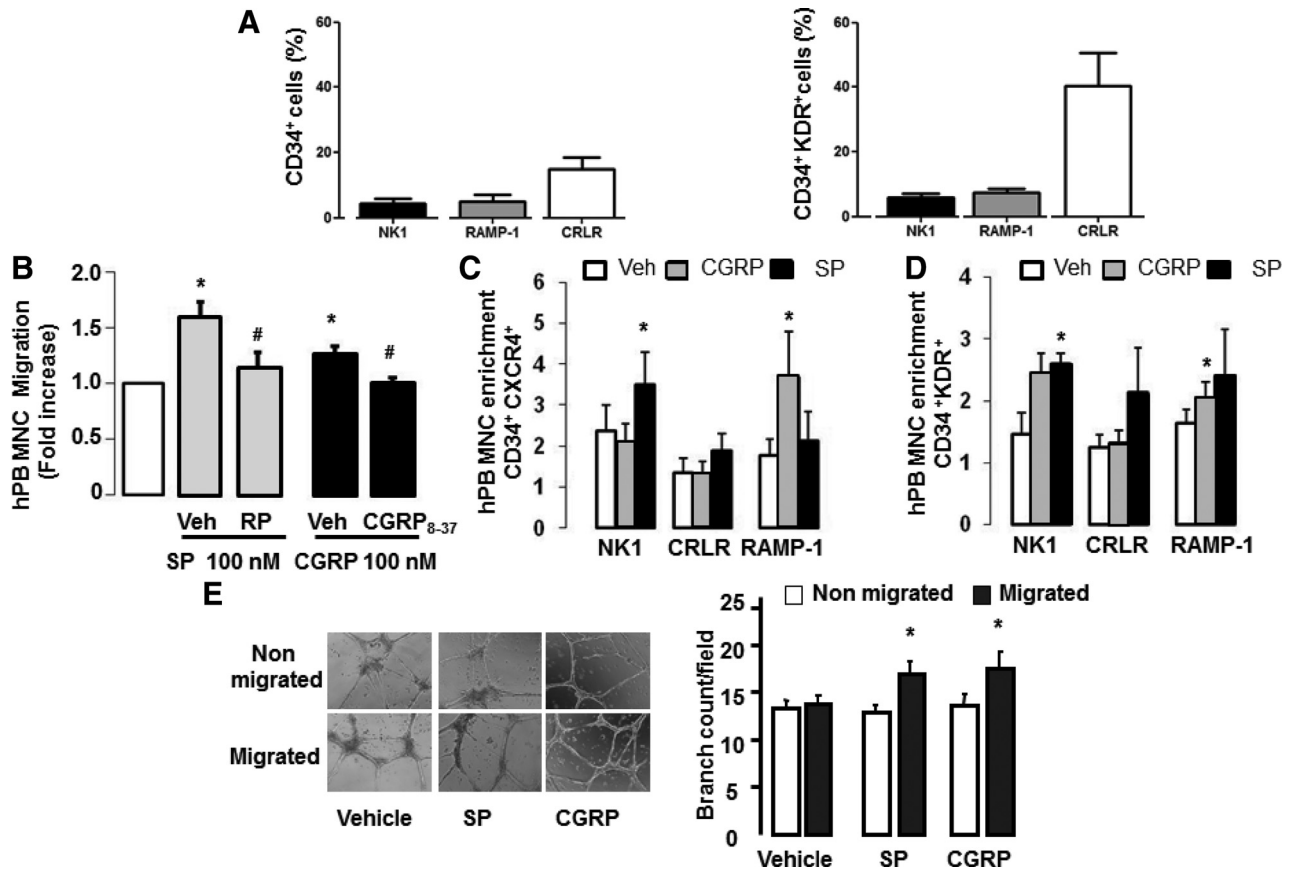 A
CD34⁺ cells (%)
60
40
20
0
NK1 RAMP-1 CRLR
CD34⁺ KDR⁺cells (%)
60
40
20
0
NK1 RAMP-1 CRLR
B
hPB MNC Migration
(Fold increase)
2.0
1.5
1.0
0.5
0
* # * #
Veh RP Veh CGRP₈₋₃₇
SP 100 nM CGRP 100 nM
C
Veh CGRP SP
hPB MNC enrichment
CD34⁺ CXCR4⁺
6
5
4
3
2
1
0
* *
NK1 CRLR RAMP-1
D
Veh CGRP SP
hPB MNC enrichment
CD34⁺KDR⁺
4
3
2
1
0
* *
NK1 CRLR RAMP-1
E
Non
migrated
Migrated
Vehicle SP CGRP
Non migrated Migrated
Branch count/field
25
20
15
10
5
0
* *
Vehicle SP CGRP